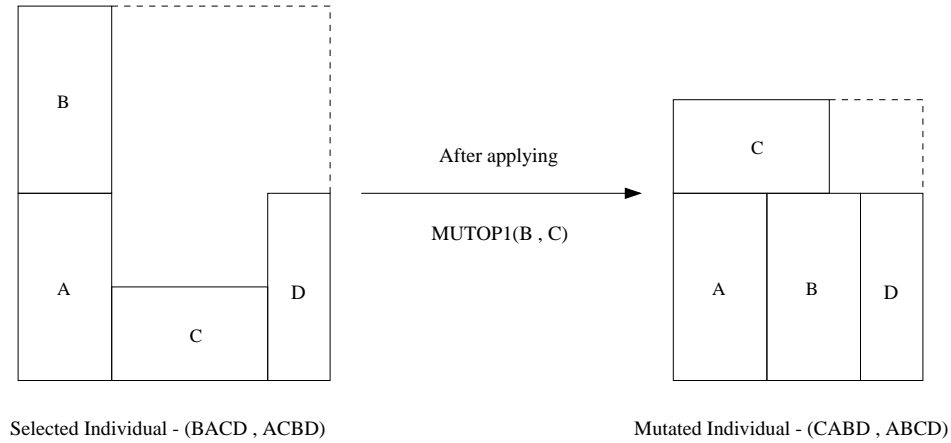 B
A
C
D
After applying
MUTOP1(B , C)
C
A
B
D
Selected Individual - (BACD , ACBD)
Mutated Individual - (CABD , ABCD)